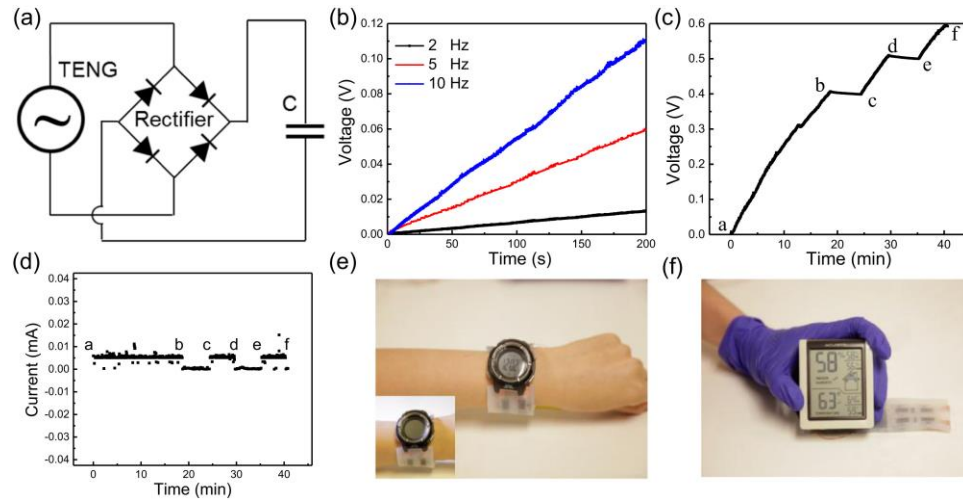 (a)
TENG
Rectifier
C
(b)
2 Hz
5 Hz
10 Hz
0.12
0.10
0.08
0.06
0.04
0.02
0.00
Voltage (V)
0 50 100 150 200
Time (s)
(c)
0.6
0.5
0.4
0.3
0.2
0.1
0.0
Voltage (V)
a
b
c
d
e
f
0 10 20 30 40
Time (min)
(d)
0.04
0.03
0.02
0.01
0.00
-0.01
-0.02
-0.03
-0.04
Current (mA)
a b c d e f
0 10 20 30 40
Time (min)
(e)
(f)
58
63